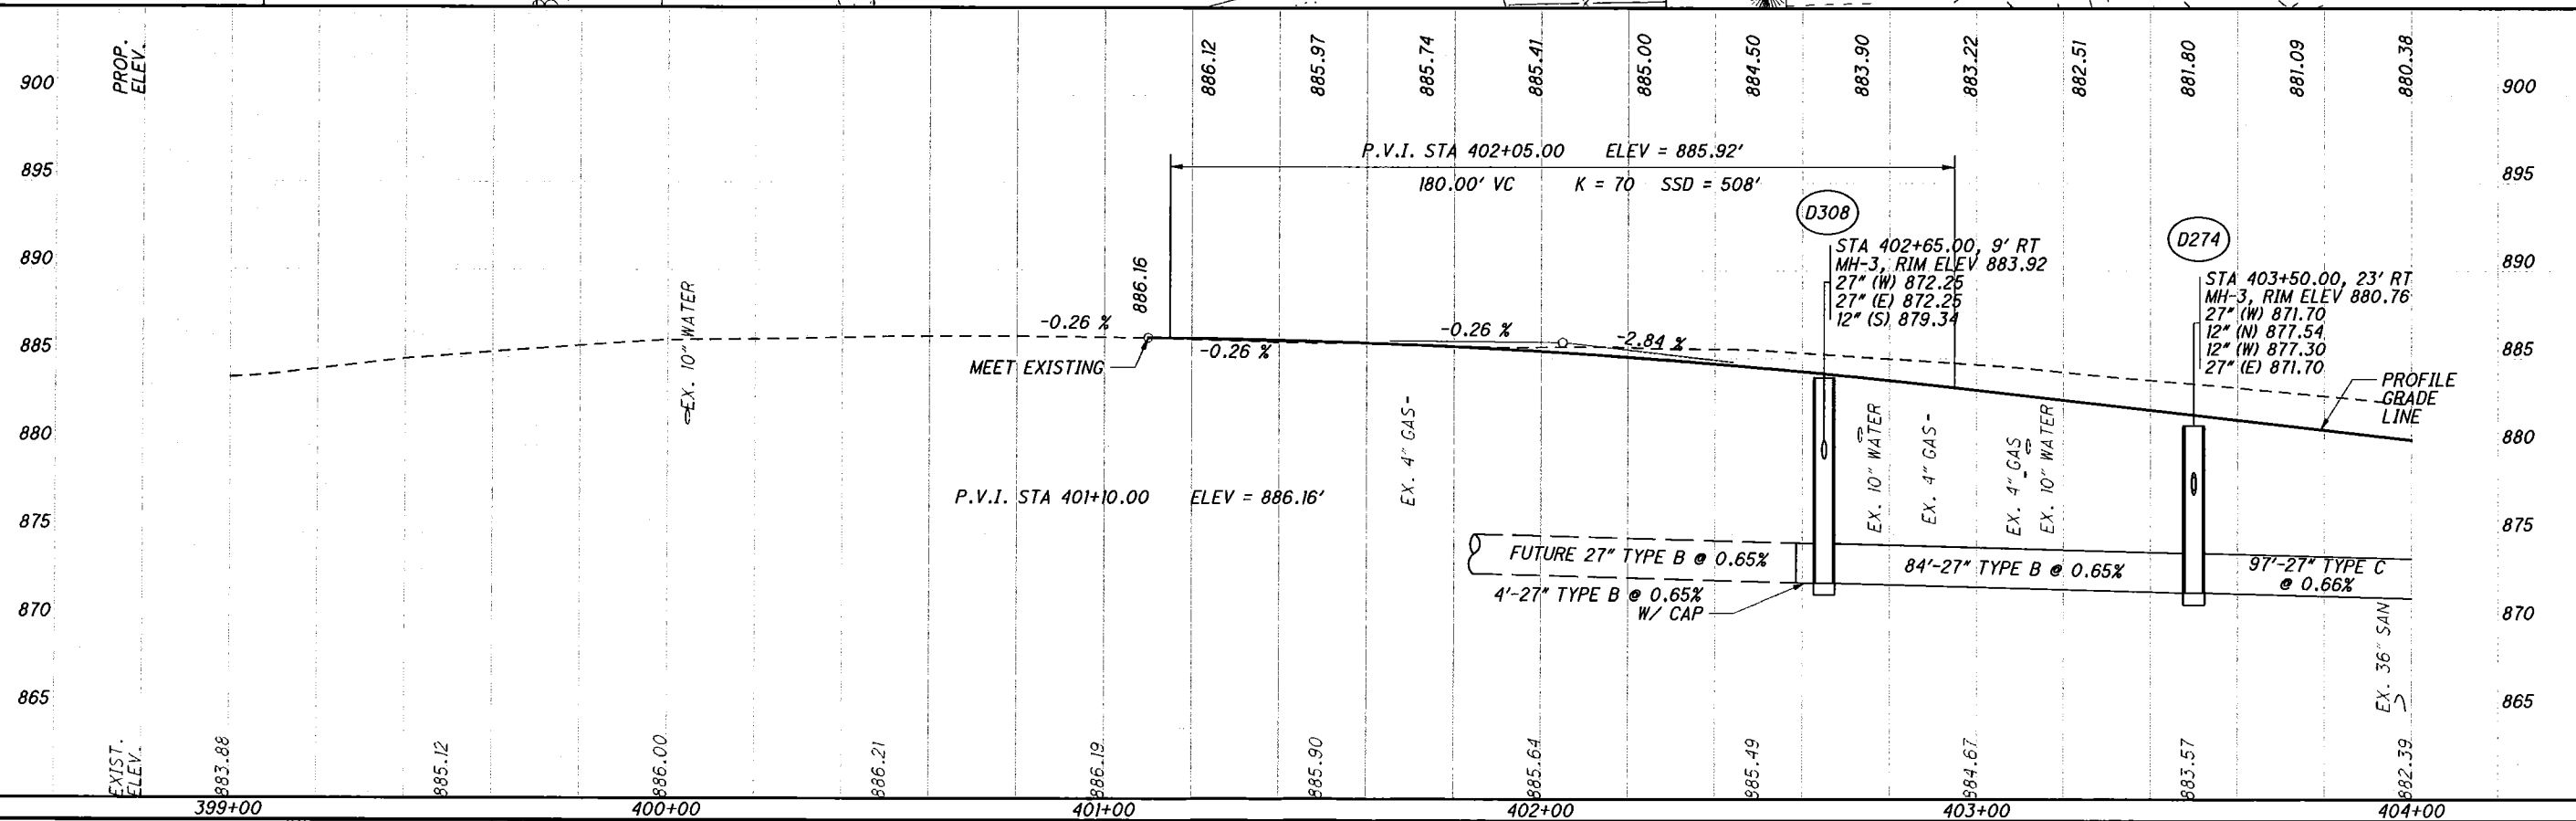 PROP.
ELEV.
886.12
885.97
885.74
885.41
885.00
884.50
883.90
883.22
882.51
881.80
881.09
880.38
900
900
895
895
890
890
885
885
880
880
875
875
870
870
865
865
P.V.I. STA 402+05.00 ELEV = 885.92'
180.00' VC K = 70 SSD = 508'
D308
STA 402+65.00, 9' RT
MH-3, RIM ELEV 883.92
27" (W) 872.25
27" (E) 872.25
12" (S) 879.34
D274
STA 403+50.00, 23' RT
MH-3, RIM ELEV 880.76
27" (W) 871.70
12" (N) 877.54
12" (W) 877.30
27" (E) 871.70
886.16
-0.26 %
-0.26 %
-0.26 %
-2.84 %
MEET EXISTING
PROFILE
GRADE
LINE
EX. 10" WATER
EX. 4" GAS
P.V.I. STA 401+10.00 ELEV = 886.16'
EX. 10" WATER
EX. 4" GAS
EX. 4" GAS
EX. 10" WATER
FUTURE 27" TYPE B @ 0.65%
84'-27" TYPE B @ 0.65%
97'-27" TYPE C
@ 0.66%
4'-27" TYPE B @ 0.65%
W/ CAP
EX. 36" SAN
EXIST.
ELEV.
883.88
885.12
886.00
886.21
886.19
885.90
885.64
885.49
884.67
883.57
882.39
399+00
400+00
401+00
402+00
403+00
404+00